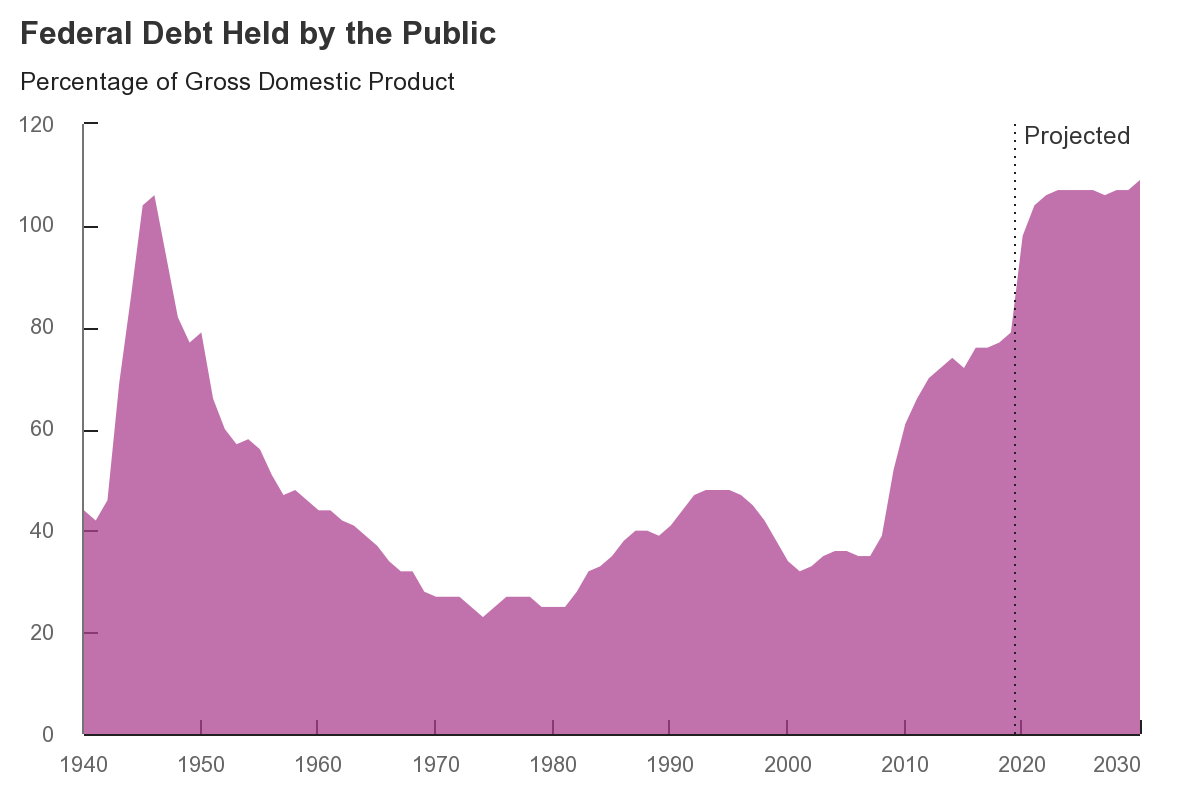 Federal Debt Held by the Public
Percentage of Gross Domestic Product
120
Projected
100
80
60
40
20
0
1940 1950 1960 1970 1980 1990 2000 2010 2020 2030